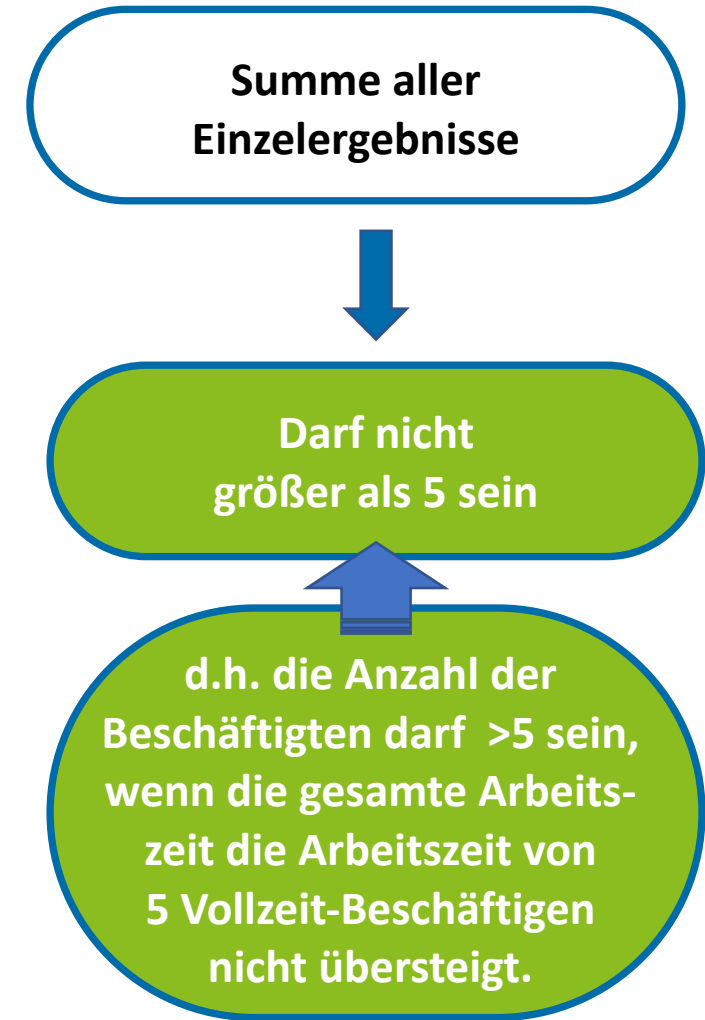 Summe aller
Einzelergebnisse
Darf nicht
größer als 5 sein
d.h. die Anzahl der
Beschäftigten darf >5 sein,
wenn die gesamte Arbeits-
zeit die Arbeitszeit von
5 Vollzeit-Beschäftigen
nicht übersteigt.